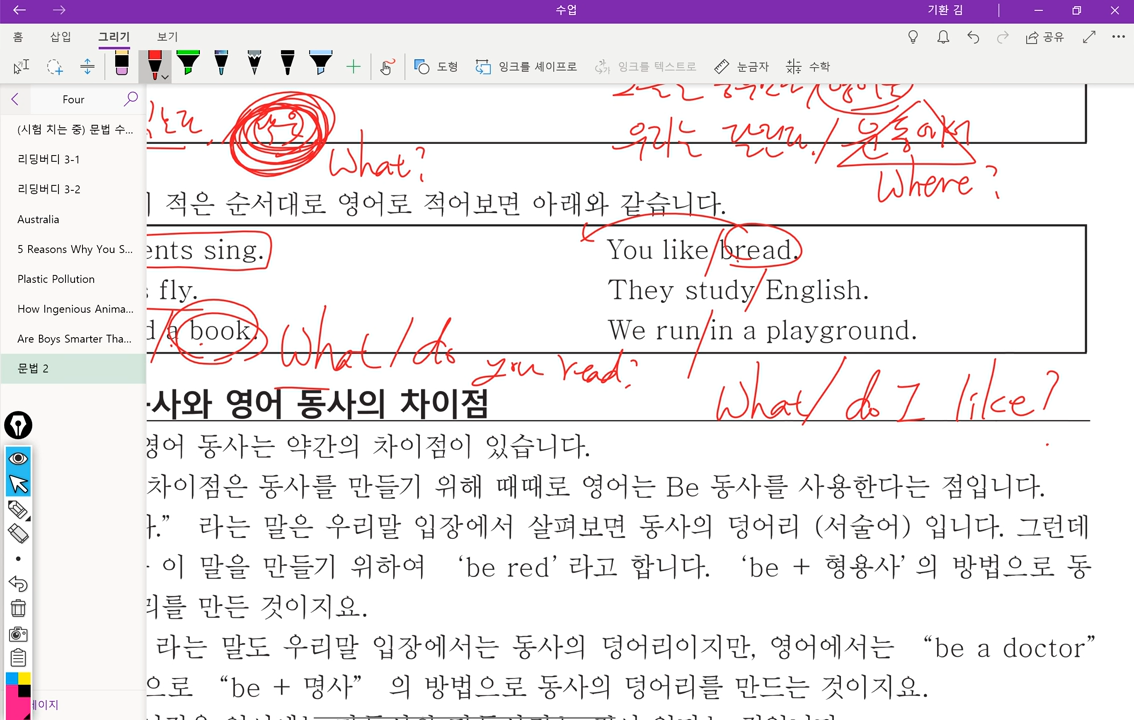 수업
기환 김
홈 삽입 그리기 보기
공유
도형 잉크를 셰이프로 잉크를 텍스트로 눈금자 수학
Four
(시험 치는 중) 문법 수...
리딩버디 3-1
리딩버디 3-2
Australia
5 Reasons Why You S...
Plastic Pollution
How Ingenious Anima...
Are Boys Smarter Tha...
문법 2
페이지
우리는 달린다. / 운동장에서
What?
Where?
적은 순서대로 영어로 적어보면 아래와 같습니다.
ents sing. You like / bread.
fly. They study / English.
a book. We run / in a playground.
What / do you read?
What / do I like?
사와 영어 동사의 차이점
영어 동사는 약간의 차이점이 있습니다.
차이점은 동사를 만들기 위해 때때로 영어는 Be 동사를 사용한다는 점입니다.
다.” 라는 말은 우리말 입장에서 살펴보면 동사의 덩어리 (서술어) 입니다. 그런데
이 말을 만들기 위하여 ‘be red’라고 합니다. ‘be + 형용사’의 방법으로 동
리를 만든 것이지요.
라는 말도 우리말 입장에서는 동사의 덩어리이지만, 영어에서는 “be a doctor”
으로 “be + 명사” 의 방법으로 동사의 덩어리를 만드는 것이지요.